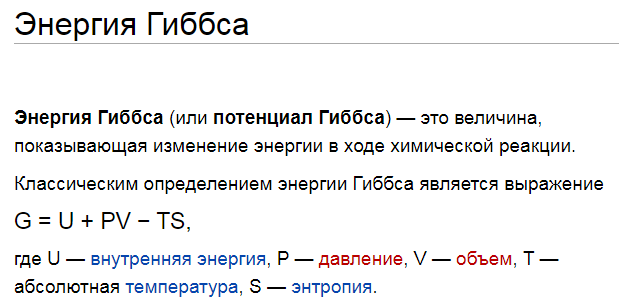 Энергия Гиббса
Энергия Гиббса (или потенциал Гиббса) — это величина,
показывающая изменение энергии в ходе химической реакции.
Классическим определением энергии Гиббса является выражение
G = U + PV − TS,
где U — внутренняя энергия, P — давление, V — объем, T —
абсолютная температура, S — энтропия.